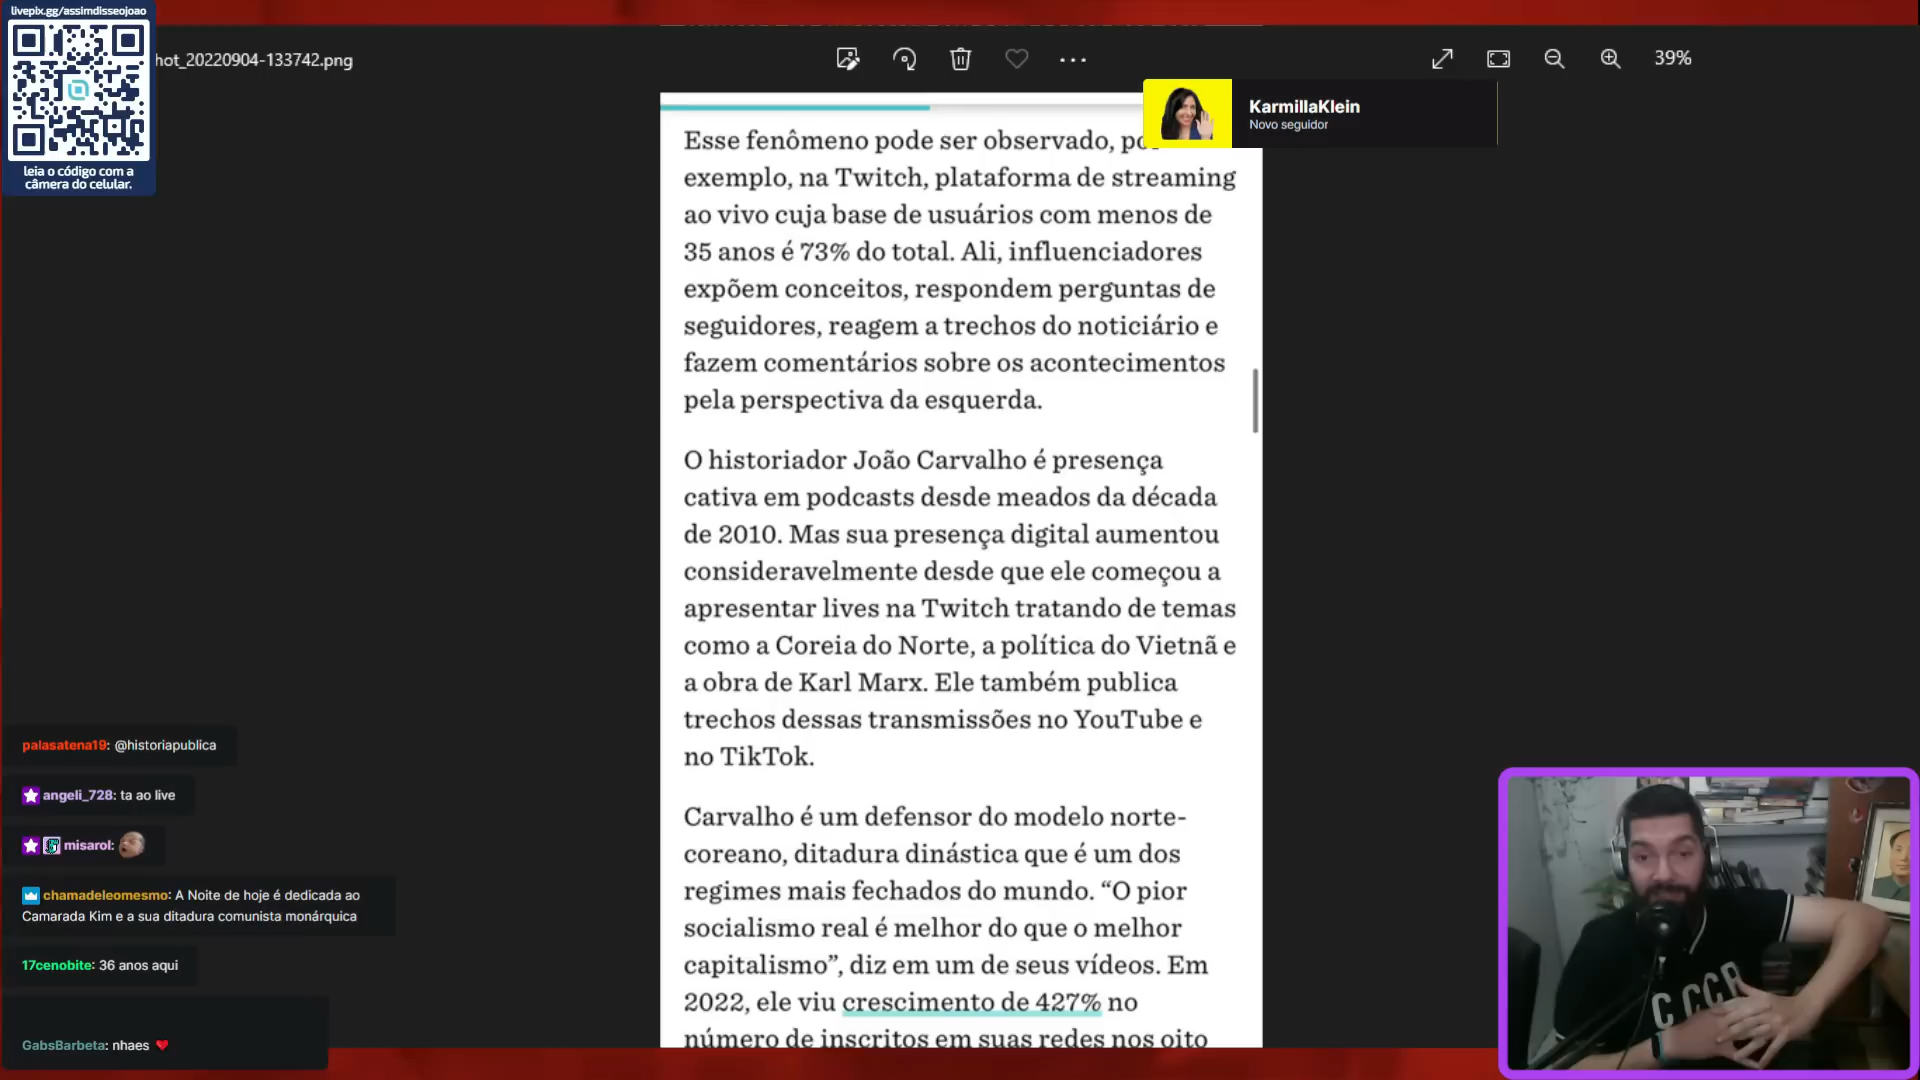 livepix.gg/assimdisseojoao
leia o código com a
câmera do celular.
hot_20220904-133742.png
39%
KarmillaKlein
Novo seguidor
Esse fenômeno pode ser observado, por
exemplo, na Twitch, plataforma de streaming
ao vivo cuja base de usuários com menos de
35 anos é 73% do total. Ali, influenciadores
expõem conceitos, respondem perguntas de
seguidores, reagem a trechos do noticiário e
fazem comentários sobre os acontecimentos
pela perspectiva da esquerda.
O historiador João Carvalho é presença
cativa em podcasts desde meados da década
de 2010. Mas sua presença digital aumentou
consideravelmente desde que ele começou a
apresentar lives na Twitch tratando de temas
como a Coreia do Norte, a política do Vietnã e
a obra de Karl Marx. Ele também publica
trechos dessas transmissões no YouTube e
no TikTok.
Carvalho é um defensor do modelo norte-
coreano, ditadura dinástica que é um dos
regimes mais fechados do mundo. “O pior
socialismo real é melhor do que o melhor
capitalismo”, diz em um de seus vídeos. Em
2022, ele viu crescimento de 427% no
número de inscritos em suas redes nos oito
palasatena19: @historiapublica
angeli_728: ta ao live
misarol:
chamadeleomesmo: A Noite de hoje é dedicada ao
Camarada Kim e a sua ditadura comunista monárquica
17cenobite: 36 anos aqui
GabsBarbeta: nhaes ❤
CCCP